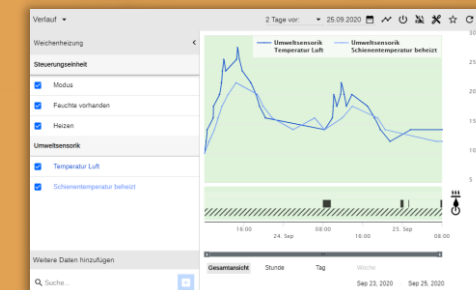 Verlauf
2 Tage vor:
25.09.2020
Weichenheizung
Steuerungseinheit
Modus
Feuchte vorhanden
Heizen
Umweltsensorik
Temperatur Luft
Schienentemperatur beheizt
Umweltsensorik
Temperatur Luft
Umweltsensorik
Schienentemperatur beheizt
30
25
20
15
10
5
16:00
24. Sep
08:00
16:00
25. Sep
08:00
Weitere Daten hinzufügen
Suche...
Gesamtansicht Stunde Tag Woche
Sep 23, 2020 Sep 25, 2020